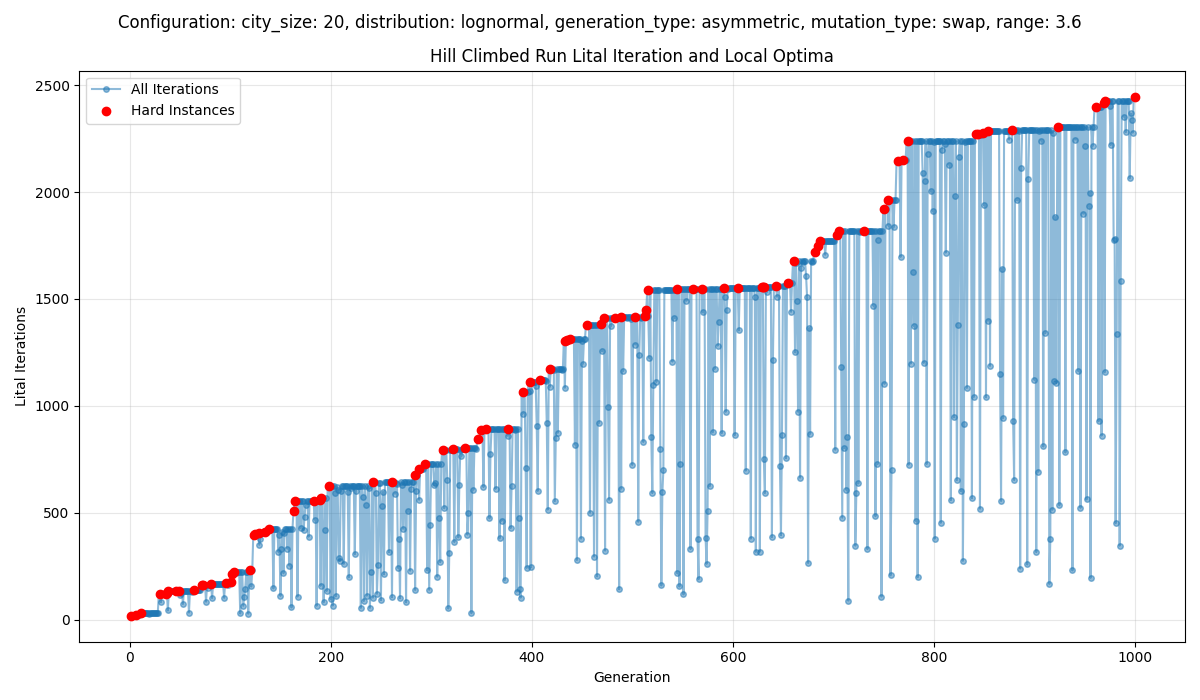 Configuration: city_size: 20, distribution: lognormal, generation_type: asymmetric, mutation_type: swap, range: 3.6
Hill Climbed Run Lital Iteration and Local Optima
All Iterations
Hard Instances
Lital Iterations
2500
2000
1500
1000
500
0
0 200 400 600 800 1000
Generation